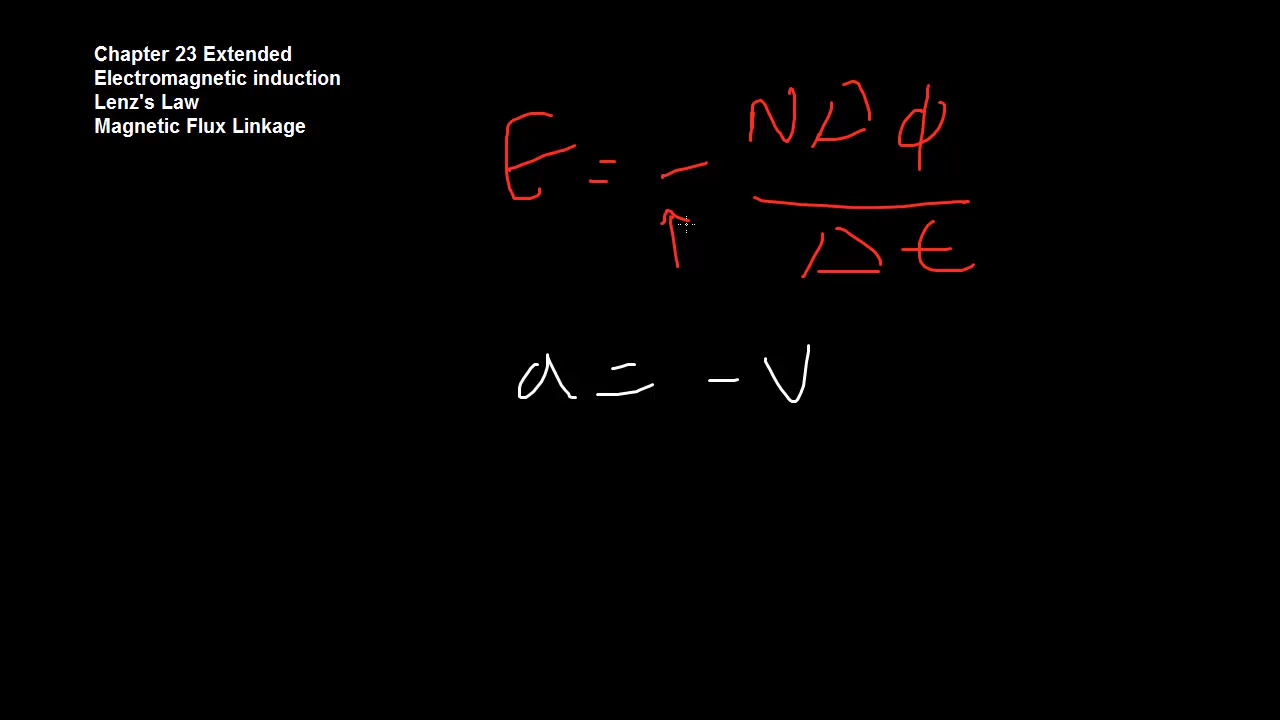 Chapter 23 Extended
Electromagnetic induction
Lenz's Law
Magnetic Flux Linkage
E = - NΔϕ / Δt
a = - v